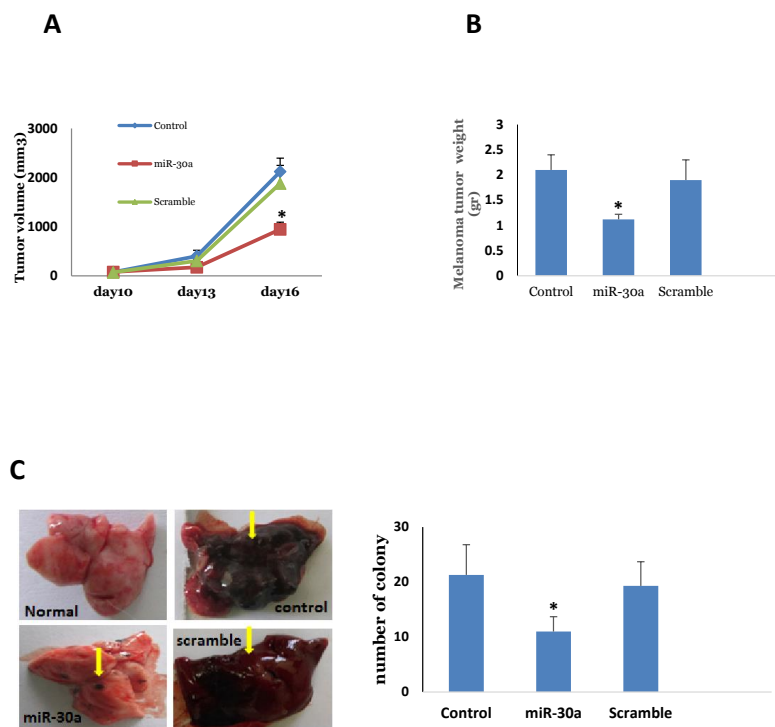 A
Tumor volume (mm3)
3000
2000
1000
0
Control
miR-30a
Scramble
*
day10
day13
day16
B
Melanoma tumor weight
(gr)
3
2.5
2
1.5
1
0.5
0
*
Control
miR-30a
Scramble
C
Normal
control
miR-30a
scramble
number of colony
30
20
10
0
*
Control
miR-30a
Scramble